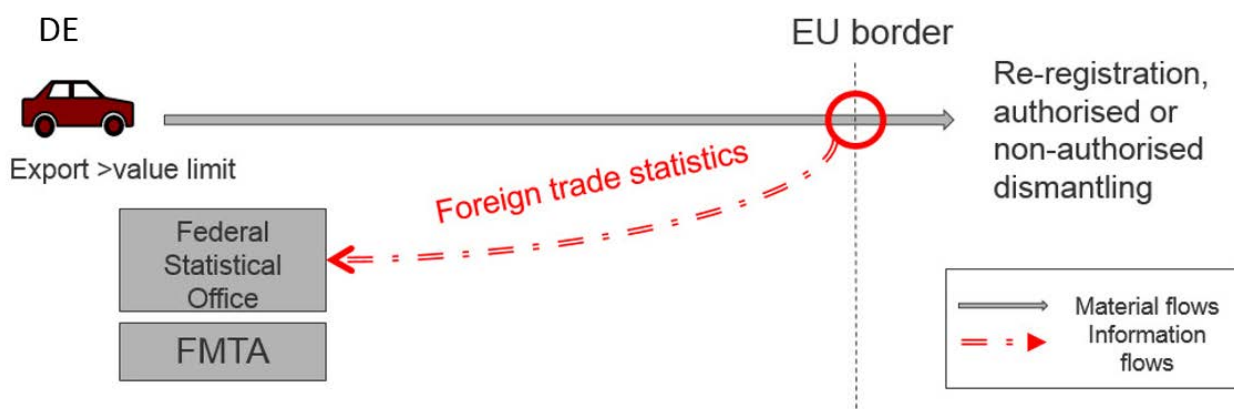 DE
EU border
Export >value limit
Re-registration,
authorised or
non-authorised
dismantling
Foreign trade statistics
Federal
Statistical
Office
FMTA
Material flows
Information
flows